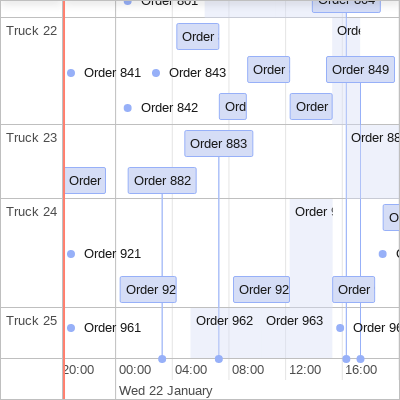 Order 801
Order 804
Truck 22
Order
Orde
Order 841
Order 843
Order
Order 849
Order 842
Ord
Order
Truck 23
Order 883
Order 88
Order
Order 882
Truck 24
Order
O
Order 921
Order 92
Order 92
Order
Truck 25
Order 961
Order 962
Order 963
Order 96
20:00
00:00
04:00
08:00
12:00
16:00
Wed 22 January